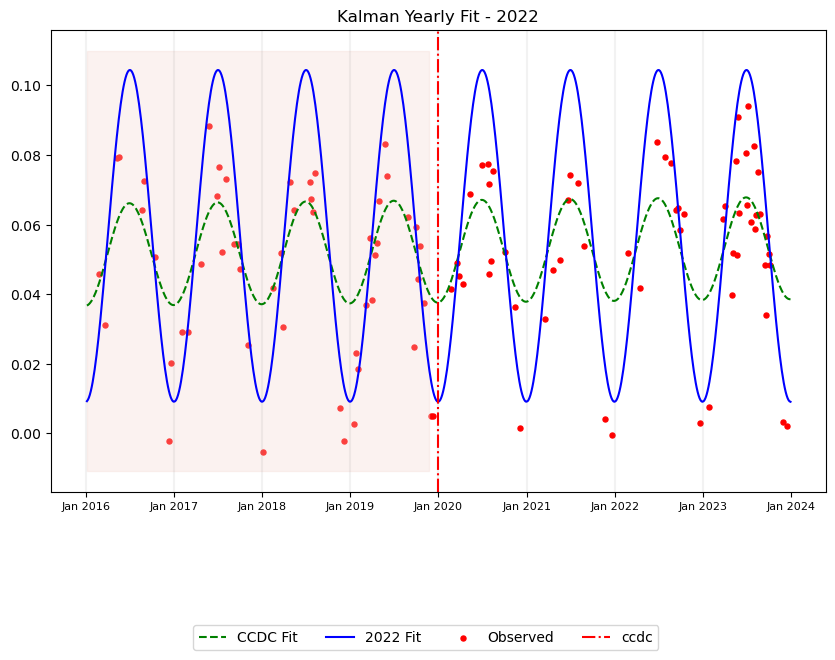 Kalman Yearly Fit - 2022
0.10
0.08
0.06
0.04
0.02
0.00
Jan 2016 Jan 2017 Jan 2018 Jan 2019 Jan 2020 Jan 2021 Jan 2022 Jan 2023 Jan 2024
CCDC Fit 2022 Fit Observed ccdc